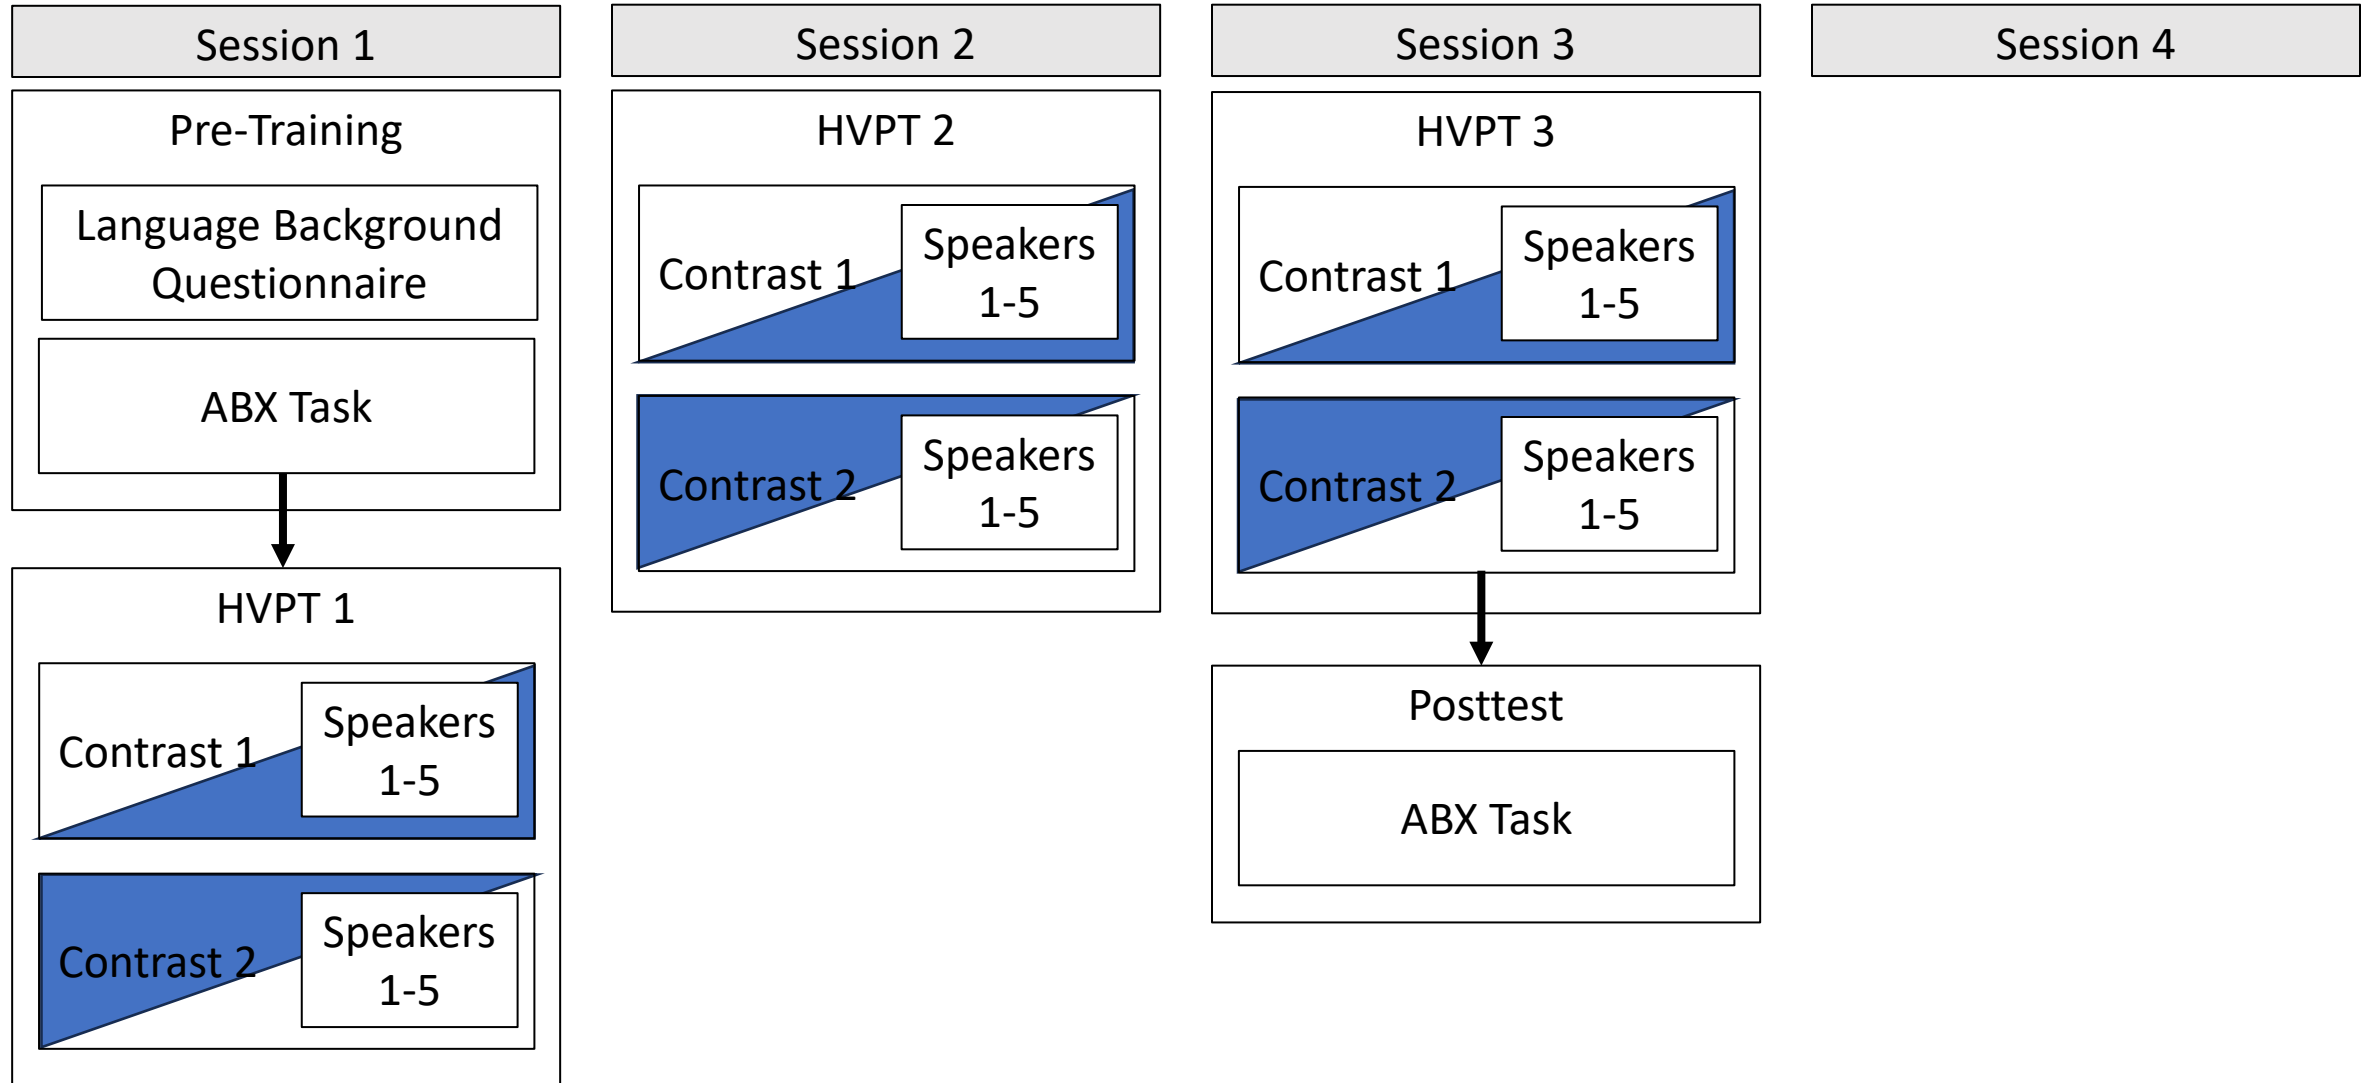 Session 1
Pre-Training
Language Background
Questionnaire
ABX Task
HVPT 1
Contrast 1
Speakers
1-5
Contrast 2
Speakers
1-5
Session 2
HVPT 2
Contrast 1
Speakers
1-5
Contrast 2
Speakers
1-5
Session 3
HVPT 3
Contrast 1
Speakers
1-5
Contrast 2
Speakers
1-5
Posttest
ABX Task
Session 4